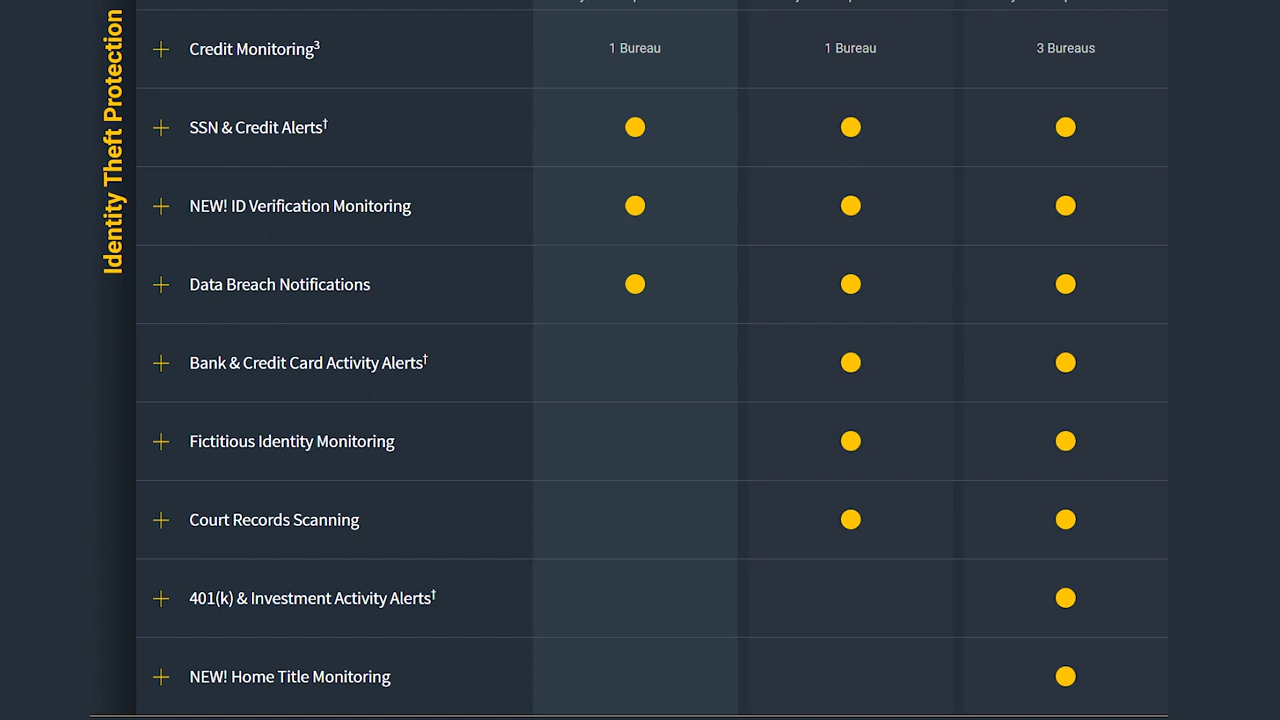 Identity Theft Protection
Credit Monitoring³ 1 Bureau 1 Bureau 3 Bureaus
SSN & Credit Alerts†
NEW! ID Verification Monitoring
Data Breach Notifications
Bank & Credit Card Activity Alerts†
Fictitious Identity Monitoring
Court Records Scanning
401(k) & Investment Activity Alerts†
NEW! Home Title Monitoring